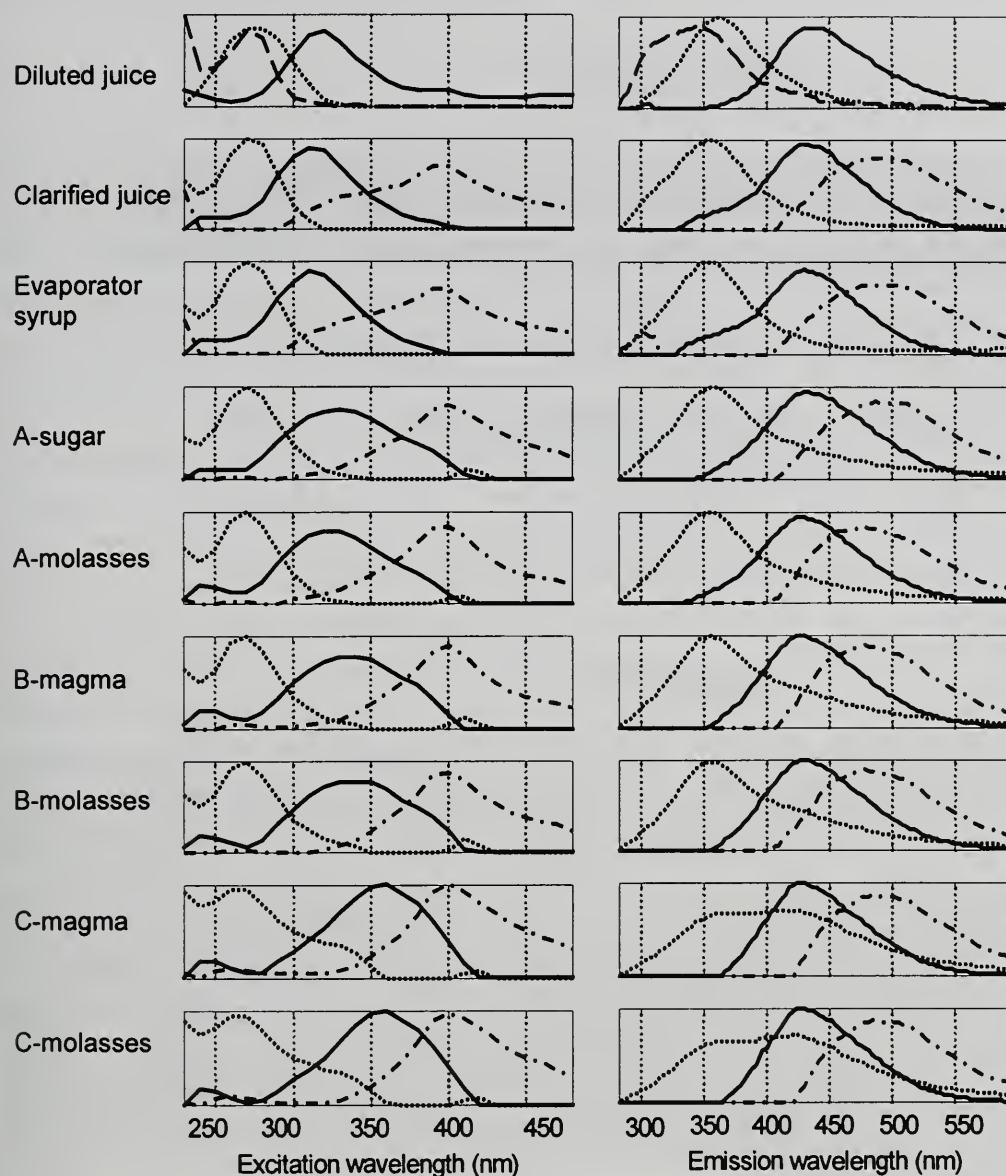 Diluted juice
Clarified juice
Evaporator
syrup
A-sugar
A-molasses
B-magma
B-molasses
C-magma
C-molasses
250 300 350 400 450
300 350 400 450 500 550
Excitation wavelength (nm)
Emission wavelength (nm)